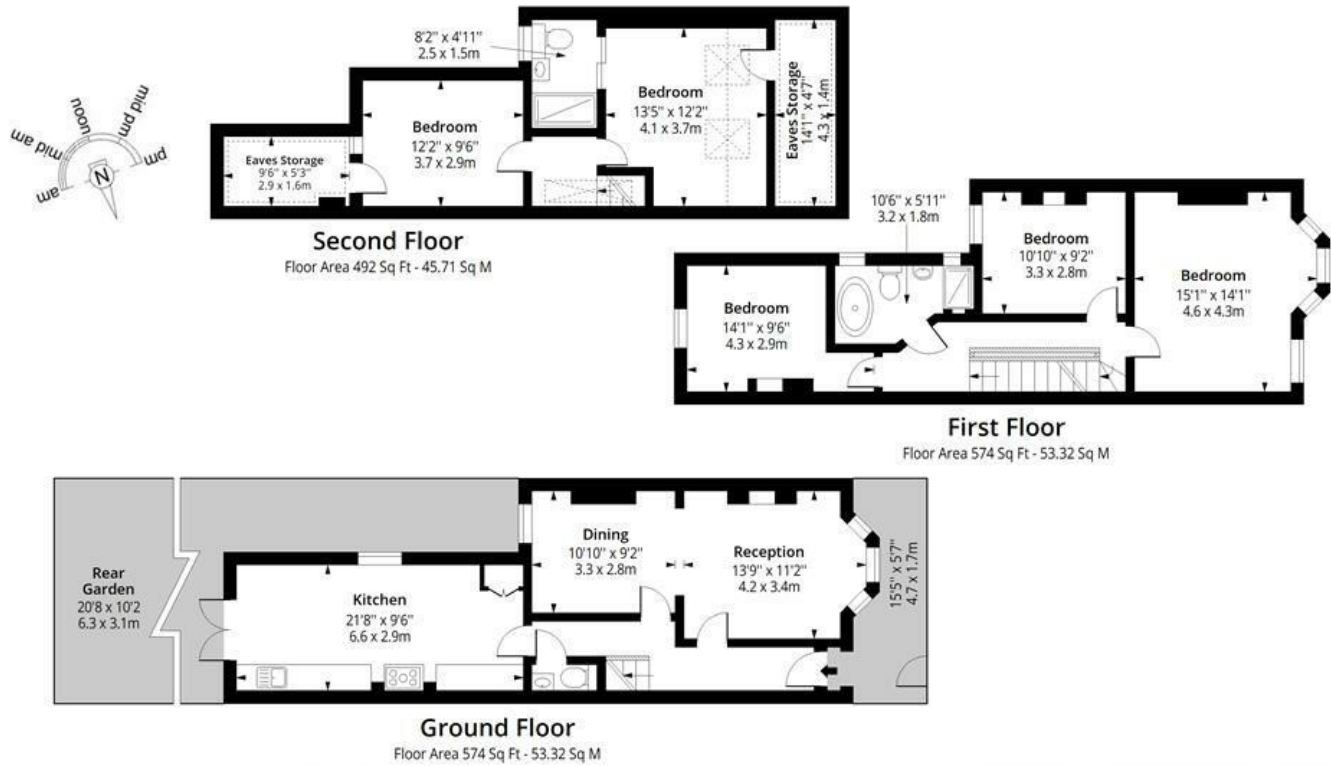 8'2" x 4'11"
2.5 x 1.5m
Bedroom
13'5" x 12'2"
4.1 x 3.7m
Eaves Storage
14'1" x 4'7"
4.3 x 1.4m
Bedroom
12'2" x 9'6"
3.7 x 2.9m
Eaves Storage
9'6" x 5'3"
2.9 x 1.6m
am
mid am
noon
mid pm
pm
N
Second Floor
Floor Area 492 Sq Ft - 45.71 Sq M
10'6" x 5'11"
3.2 x 1.8m
Bedroom
10'10" x 9'2"
3.3 x 2.8m
Bedroom
15'1" x 14'1"
4.6 x 4.3m
Bedroom
14'1" x 9'6"
4.3 x 2.9m
First Floor
Floor Area 574 Sq Ft - 53.32 Sq M
Dining
10'10" x 9'2"
3.3 x 2.8m
Reception
13'9" x 11'2"
4.2 x 3.4m
15'5" x 5'7"
4.7 x 1.7m
Rear
Garden
20'8 x 10'2
6.3 x 3.1m
Kitchen
21'8" x 9'6"
6.6 x 2.9m
Ground Floor
Floor Area 574 Sq Ft - 53.32 Sq M